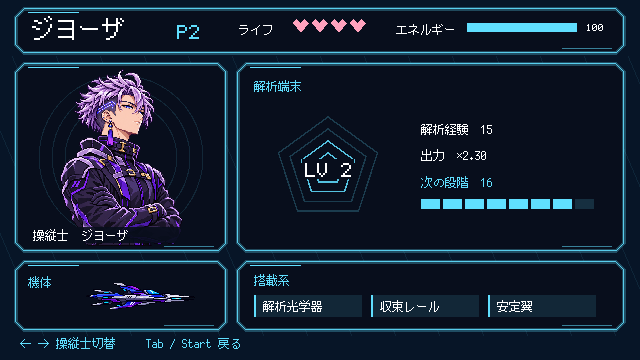 ジョーザ P2 ライフ エネルギー 100
解析端末
LV 2
解析経験 15
出力 ×2.30
次の段階 16
操縦士 ジョーザ
機体
搭載系
解析光学器 収束レール 安定翼
←→ 操縦士切替 Tab / Start 戻る